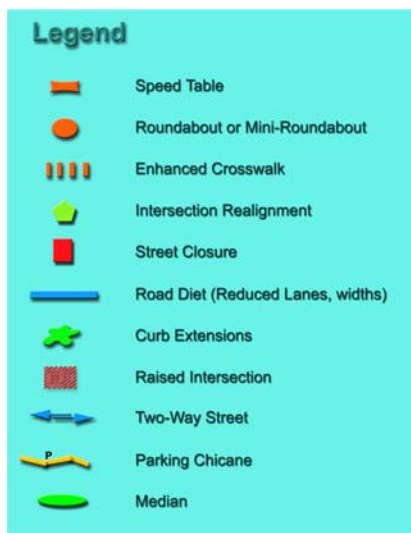 Legend
Speed Table
Roundabout or Mini-Roundabout
Enhanced Crosswalk
Intersection Realignment
Street Closure
Road Diet (Reduced Lanes, widths)
Curb Extensions
Raised Intersection
Two-Way Street
P
Parking Chicane
Median